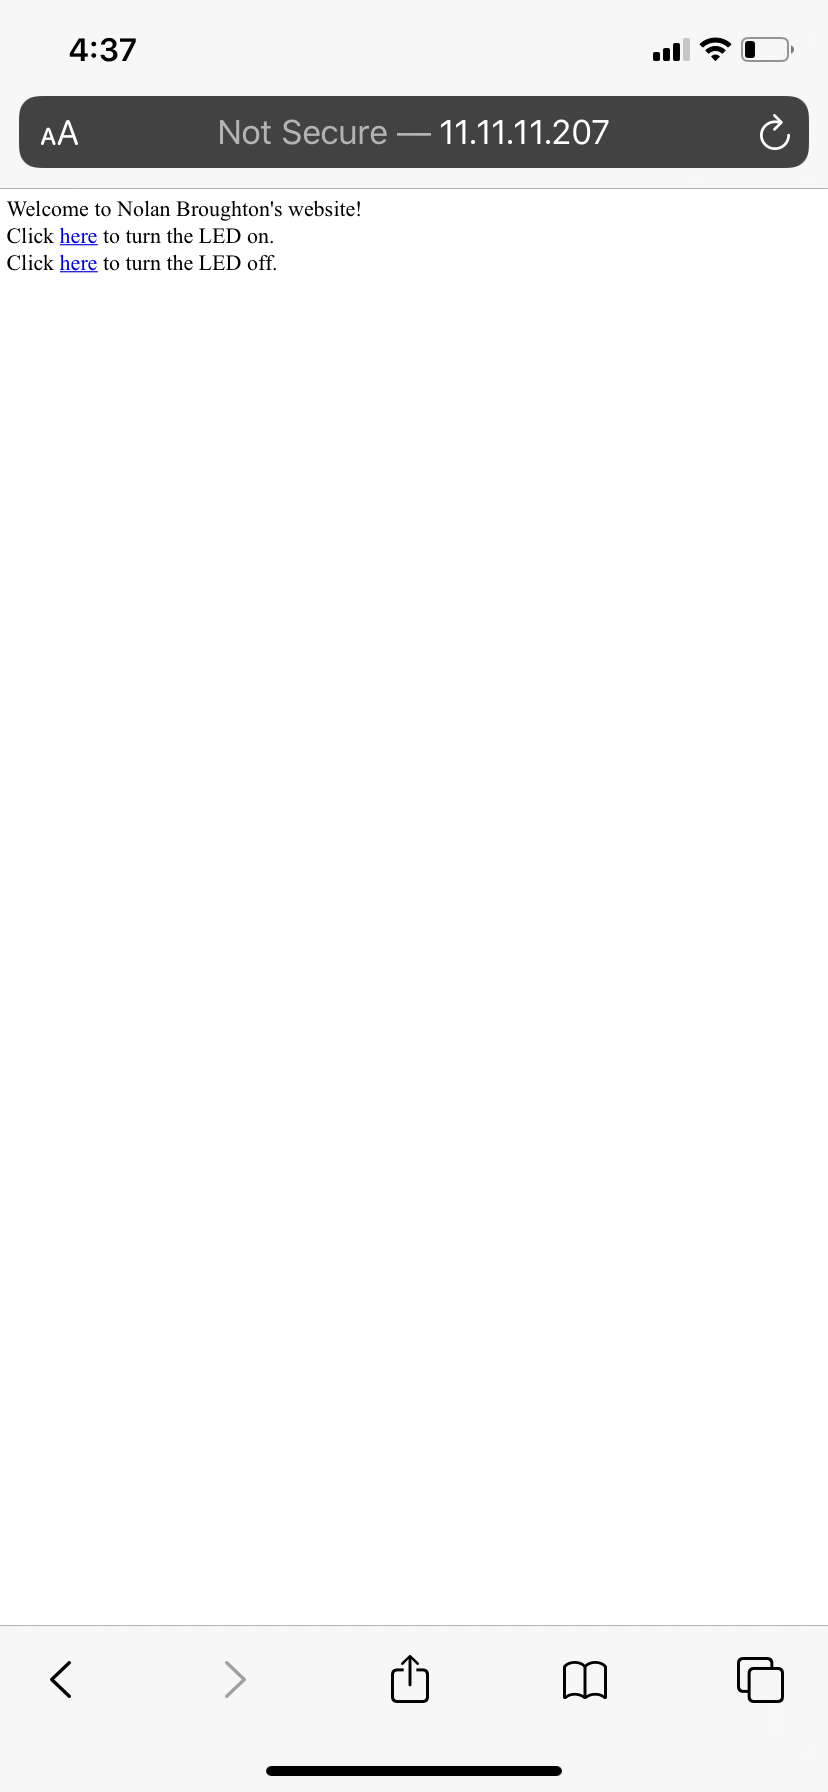 4:37
AA Not Secure — 11.11.11.207
Welcome to Nolan Broughton's website!
Click here to turn the LED on.
Click here to turn the LED off.